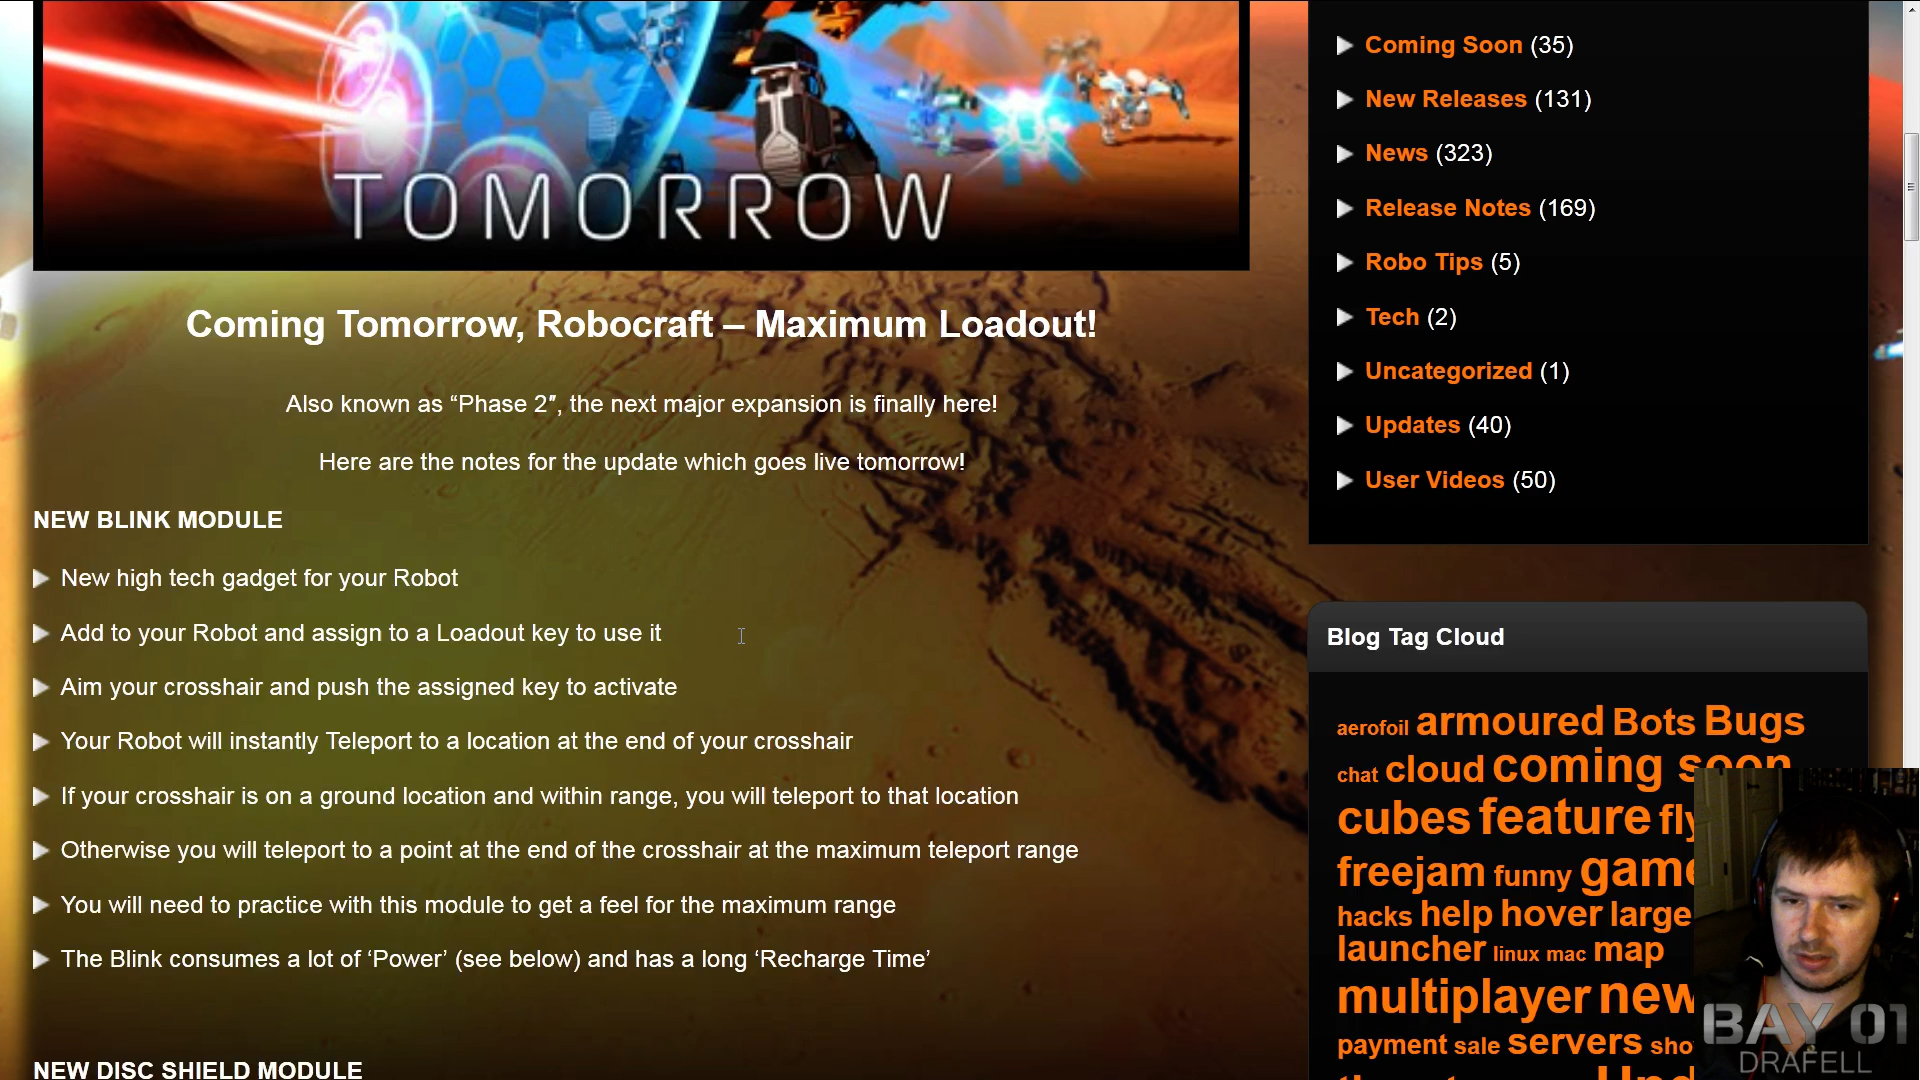 TOMORROW
Coming Tomorrow, Robocraft – Maximum Loadout!
Also known as “Phase 2″, the next major expansion is finally here!
Here are the notes for the update which goes live tomorrow!
NEW BLINK MODULE
New high tech gadget for your Robot
Add to your Robot and assign to a Loadout key to use it
Aim your crosshair and push the assigned key to activate
Your Robot will instantly Teleport to a location at the end of your crosshair
If your crosshair is on a ground location and within range, you will teleport to that location
Otherwise you will teleport to a point at the end of the crosshair at the maximum teleport range
You will need to practice with this module to get a feel for the maximum range
The Blink consumes a lot of ‘Power’ (see below) and has a long ‘Recharge Time’
NEW DISC SHIELD MODULE
Coming Soon (35)
New Releases (131)
News (323)
Release Notes (169)
Robo Tips (5)
Tech (2)
Uncategorized (1)
Updates (40)
User Videos (50)
Blog Tag Cloud
aerofoil armoured Bots Bugs
chat cloud coming soon
cubes feature fly
freejam funny game
hacks help hover large
launcher linux mac map
multiplayer new
payment sale servers sho
BAY 01
DRAFELL